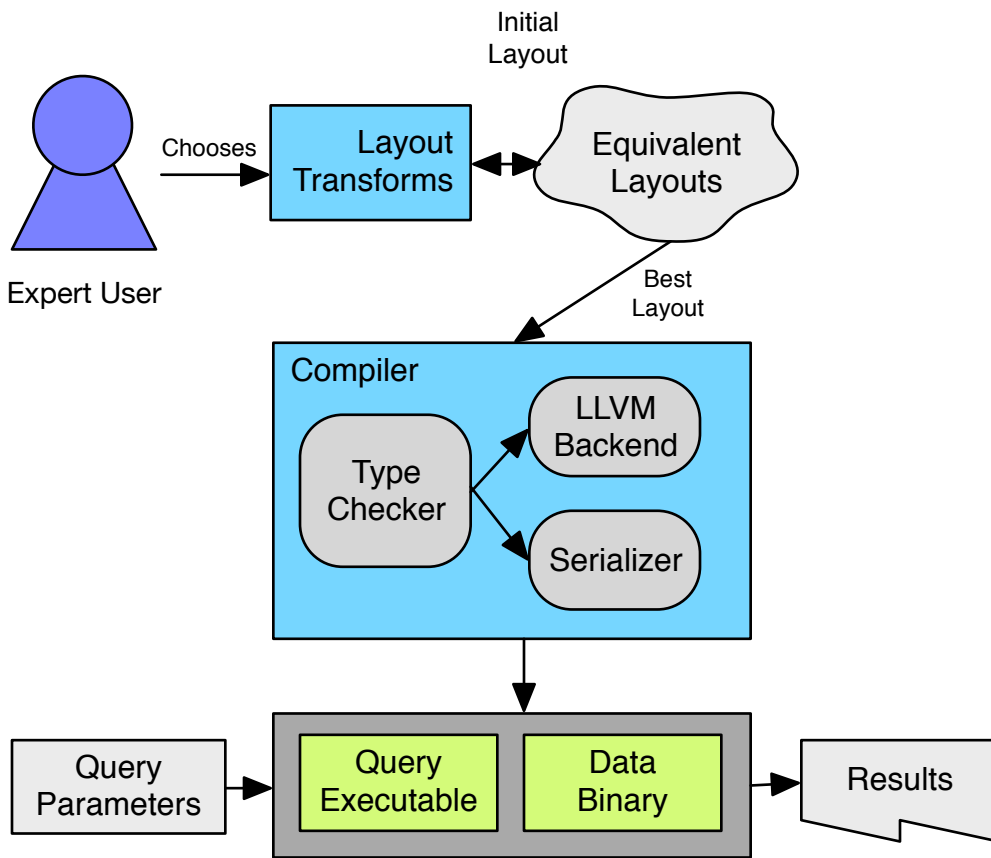 Initial
Layout
Chooses
Layout
Transforms
Equivalent
Layouts
Expert User
Best
Layout
Compiler
LLVM
Backend
Type
Checker
Serializer
Query
Parameters
Query
Executable
Data
Binary
Results